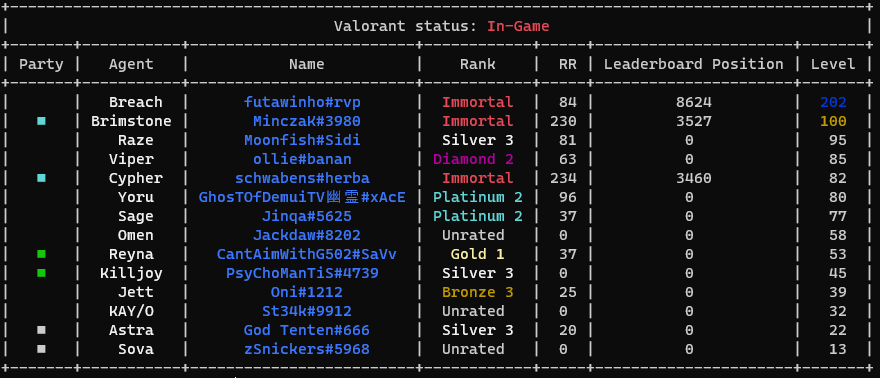 Valorant status: In-Game
Party | Agent | Name | Rank | RR | Leaderboard Position | Level
Breach | futawinho#rvp | Immortal | 84 | 8624 | 202
Brimstone | MinczaK#3980 | Immortal | 230 | 3527 | 100
Raze | Moonfish#Sidi | Silver 3 | 81 | 0 | 95
Viper | ollie#banan | Diamond 2 | 63 | 0 | 85
Cypher | schwabens#herba | Immortal | 234 | 3460 | 82
Yoru | GhosTOfDemuiTV幽霊#xAcE | Platinum 2 | 96 | 0 | 80
Sage | Jinqa#5625 | Platinum 2 | 37 | 0 | 77
Omen | Jackdaw#8202 | Unrated | 0 | 0 | 58
Reyna | CantAimWithG502#SaVv | Gold 1 | 37 | 0 | 53
Killjoy | PsyChoManTiS#4739 | Silver 3 | 0 | 0 | 45
Jett | Oni#1212 | Bronze 3 | 25 | 0 | 39
KAY/O | St34k#9912 | Unrated | 0 | 0 | 32
Astra | God Tenten#666 | Silver 3 | 20 | 0 | 22
Sova | zSnickers#5968 | Unrated | 0 | 0 | 13